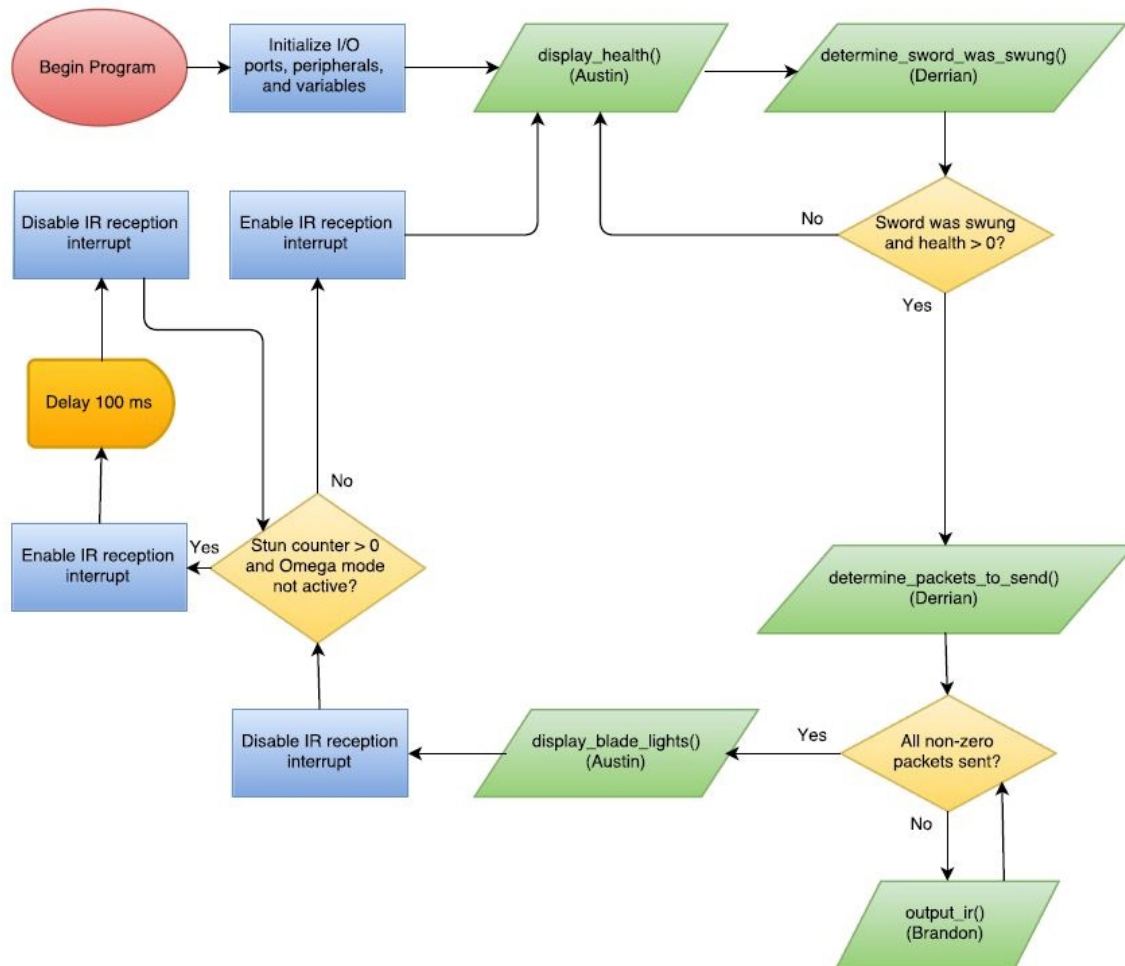 Begin Program
Initialize I/O
ports, peripherals,
and variables
display_health()
(Austin)
determine_sword_was_swung()
(Derrian)
Disable IR reception
interrupt
Enable IR reception
interrupt
No
Sword was swung
and health > 0?
Yes
Delay 100 ms
No
Enable IR reception
interrupt
Yes
Stun counter > 0
and Omega mode
not active?
determine_packets_to_send()
(Derrian)
Disable IR reception
interrupt
display_blade_lights()
(Austin)
Yes
All non-zero
packets sent?
No
output_ir()
(Brandon)